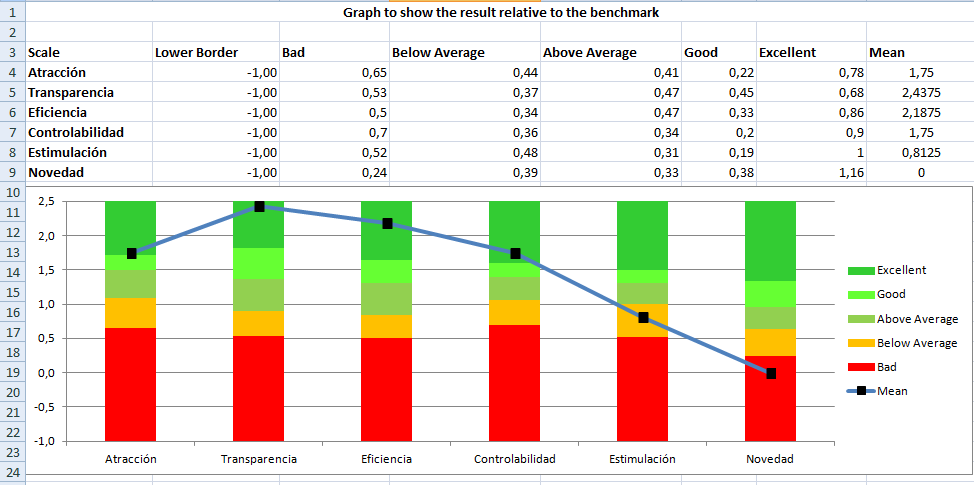 1 Graph to show the result relative to the benchmark
2
3 Scale Lower Border Bad Below Average Above Average Good Excellent Mean
4 Atracción -1,00 0,65 0,44 0,41 0,22 0,78 1,75
5 Transparencia -1,00 0,53 0,37 0,47 0,45 0,68 2,4375
6 Eficiencia -1,00 0,5 0,34 0,47 0,33 0,86 2,1875
7 Controlabilidad -1,00 0,7 0,36 0,34 0,2 0,9 1,75
8 Estimulación -1,00 0,52 0,48 0,31 0,19 1 0,8125
9 Novedad -1,00 0,24 0,39 0,33 0,38 1,16 0
10
11
12
13
14
15
16
17
18
19
20
21
22
23
24
2,5
2,0
1,5
1,0
0,5
0,0
-0,5
-1,0
Atracción Transparencia Eficiencia Controlabilidad Estimulación Novedad
Excellent
Good
Above Average
Below Average
Bad
Mean